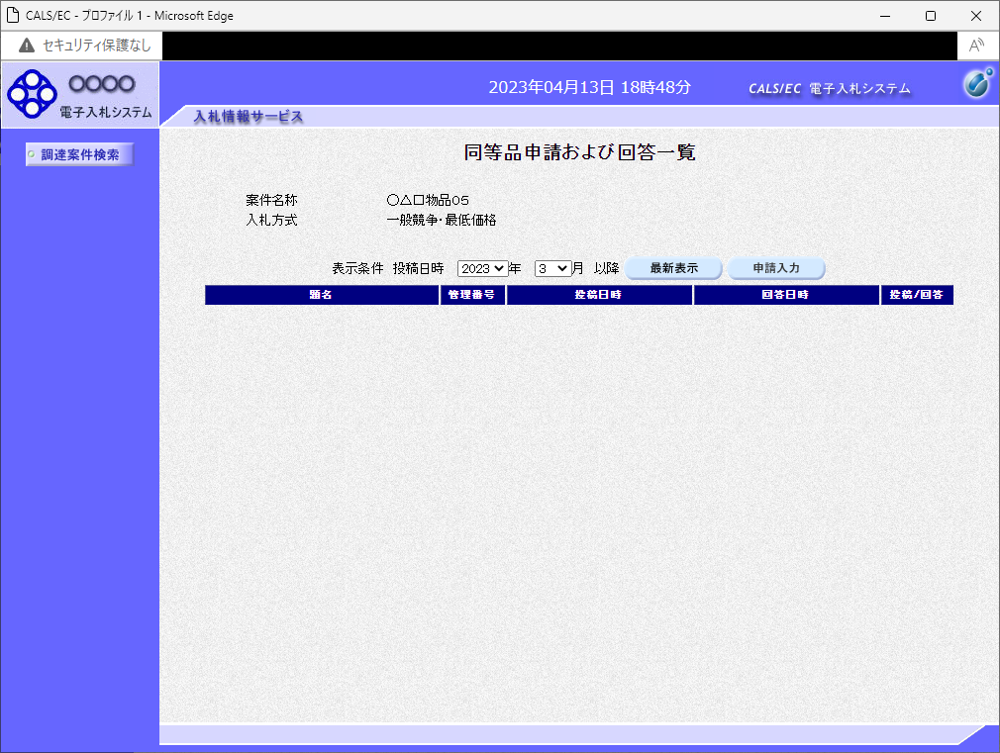 CALS/EC - プロファイル 1 - Microsoft Edge
セキュリティ保護なし
〇〇〇〇
電子入札システム
2023年04月13日 18時48分
CALS/EC 電子入札システム
入札情報サービス
調達案件検索
同等品申請および回答一覧
案件名称 〇△口物品05
入札方式 一般競争・最低価格
表示条件 投稿日時 2023 年 3 月 以降 最新表示 申請入力
題名 管理番号 投稿日時 回答日時 投稿/回答